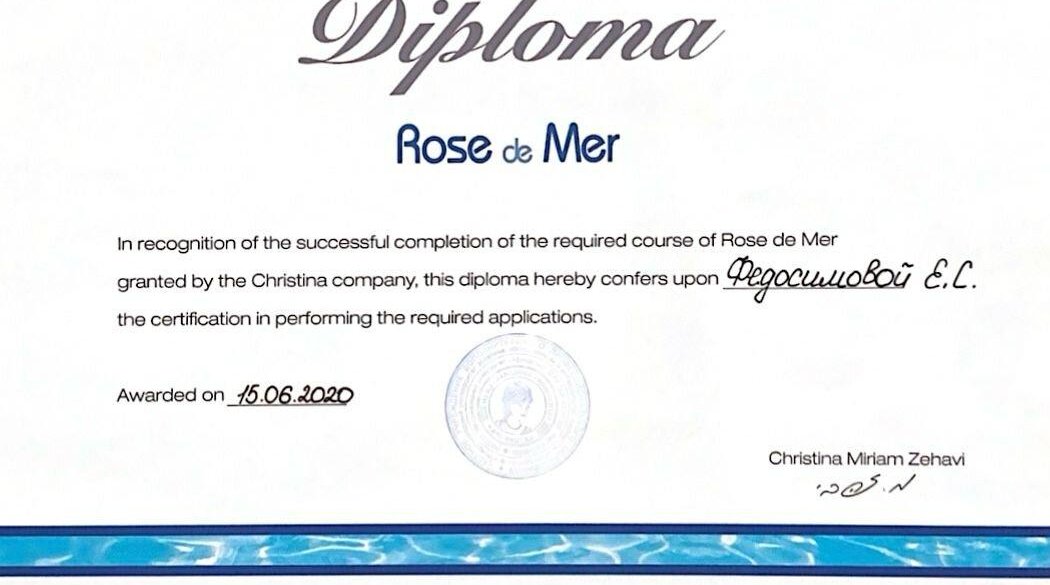 Diploma
Rose de Mer
In recognition of the successful completion of the required course of Rose de Mer
granted by the Christina company, this diploma hereby confers upon Федосимовой Е.С.
the certification in performing the required applications.
Awarded on 15.06.2020
Christina Miriam Zehavi